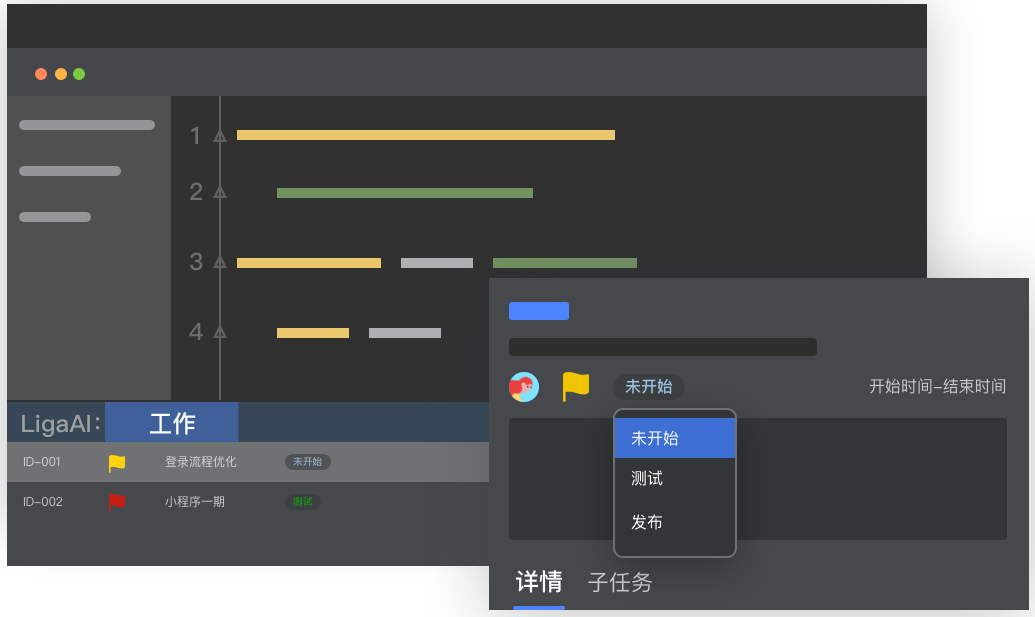 1
2
3
4
LigaAI: 工作
ID-001 登录流程优化 未开始
ID-002 小程序一期 测试
未开始 开始时间-结束时间
未开始
测试
发布
详情 子任务